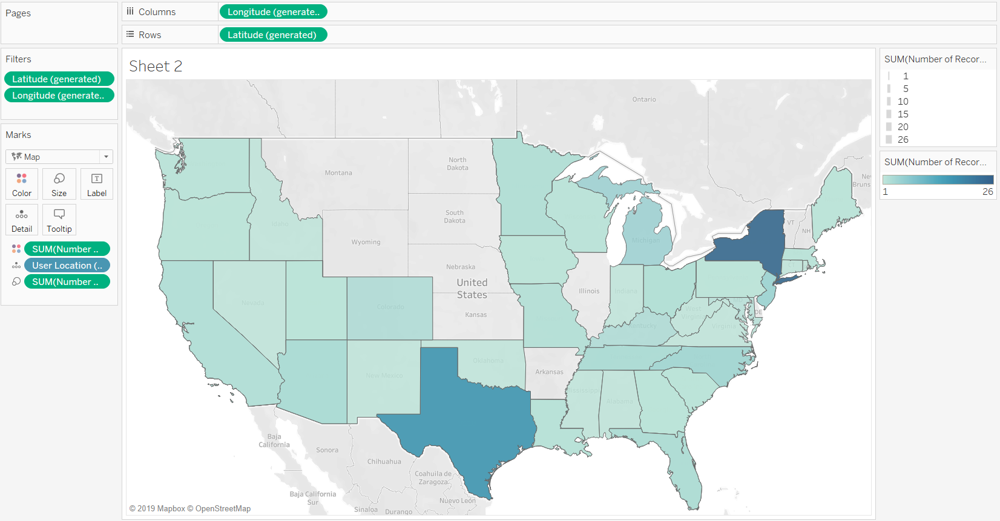 Pages
Columns
Longitude (generate..
Rows
Latitude (generated)
Filters
Latitude (generated)
Longitude (generate..
Marks
Map
Color
Size
Label
Detail
Tooltip
SUM(Number ..
User Location (..
SUM(Number ..
Sheet 2
Ontario
Montana
North
Dakota
South
Dakota
Idaho
Wyoming
Nebraska
United
States
Kansas
Nevada
Colorado
New Mexico
Oklahoma
Arkansas
Illinois
Indiana
Michigan
Kentucky
West
Virginia
Virginia
Mississippi
Alabama
VT
NH
CT
MD
DE
New
Bruns
Baja
California
Sonora
Chihuahua
Coahuila de
Zaragoza
Nuevo León
Baja California
Sur
Sinaloa
Durango
© 2019 Mapbox © OpenStreetMap
SUM(Number of Recor...
1
5
10
15
20
26
SUM(Number of Recor...
1
26